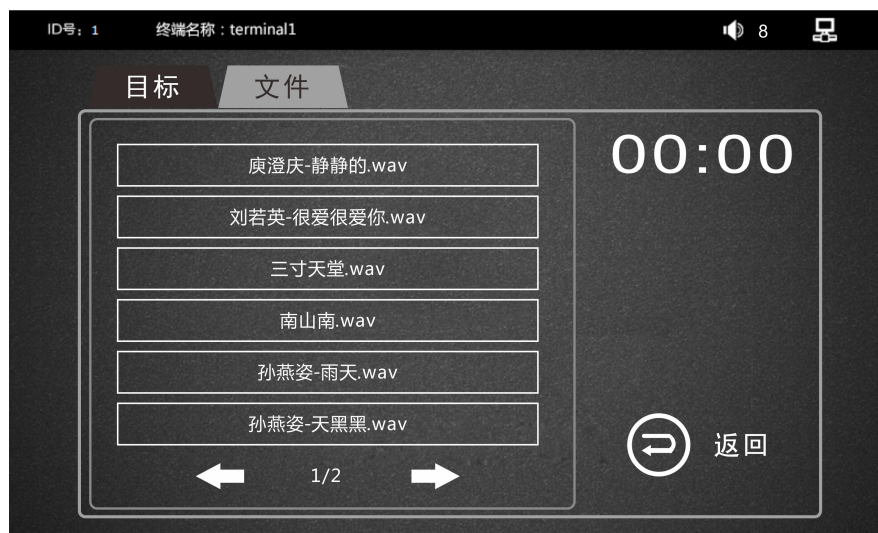 ID号：1 终端名称：terminal1 8
目标 文件
00:00
庾澄庆-静静的.wav
刘若英-很爱很爱你.wav
三寸天堂.wav
南山南.wav
孙燕姿-雨天.wav
孙燕姿-天黑黑.wav
1/2
返回